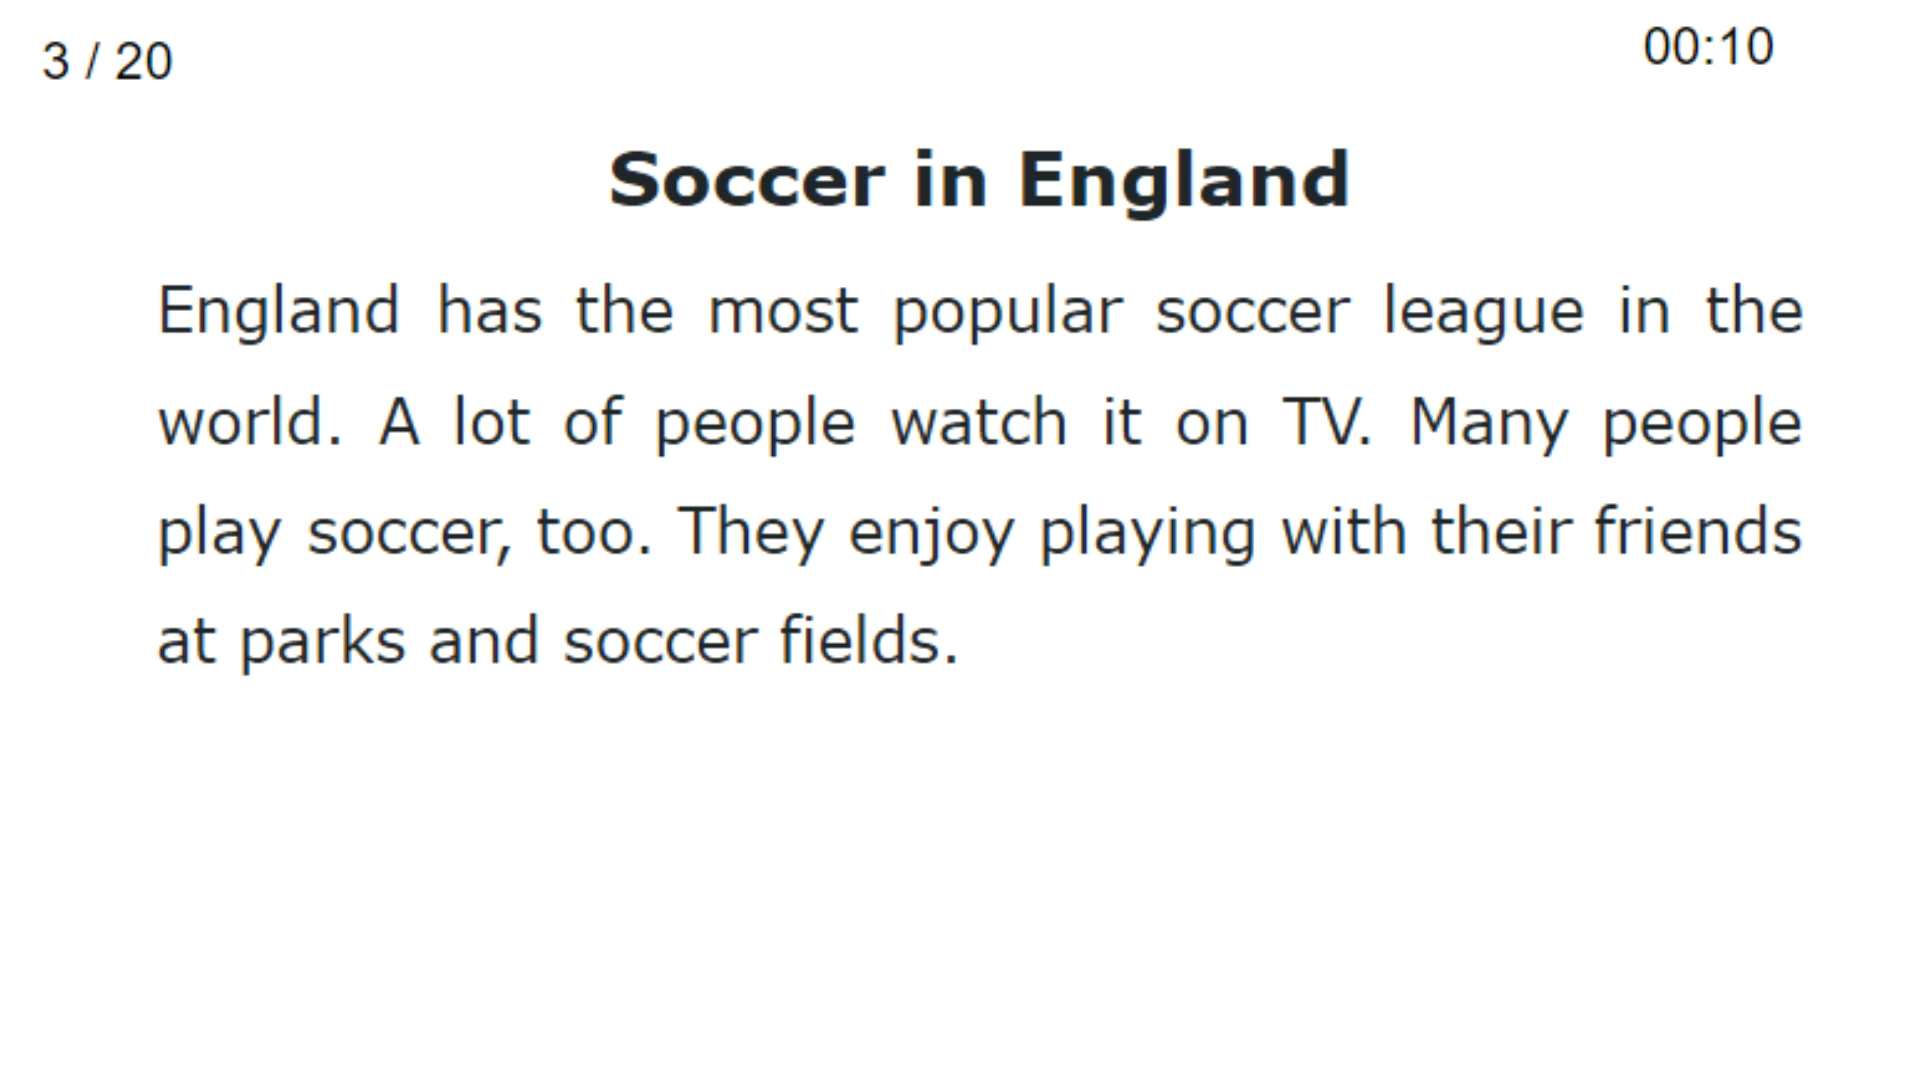 3 / 20
00:10
Soccer in England
England has the most popular soccer league in the
world. A lot of people watch it on TV. Many people
play soccer, too. They enjoy playing with their friends
at parks and soccer fields.